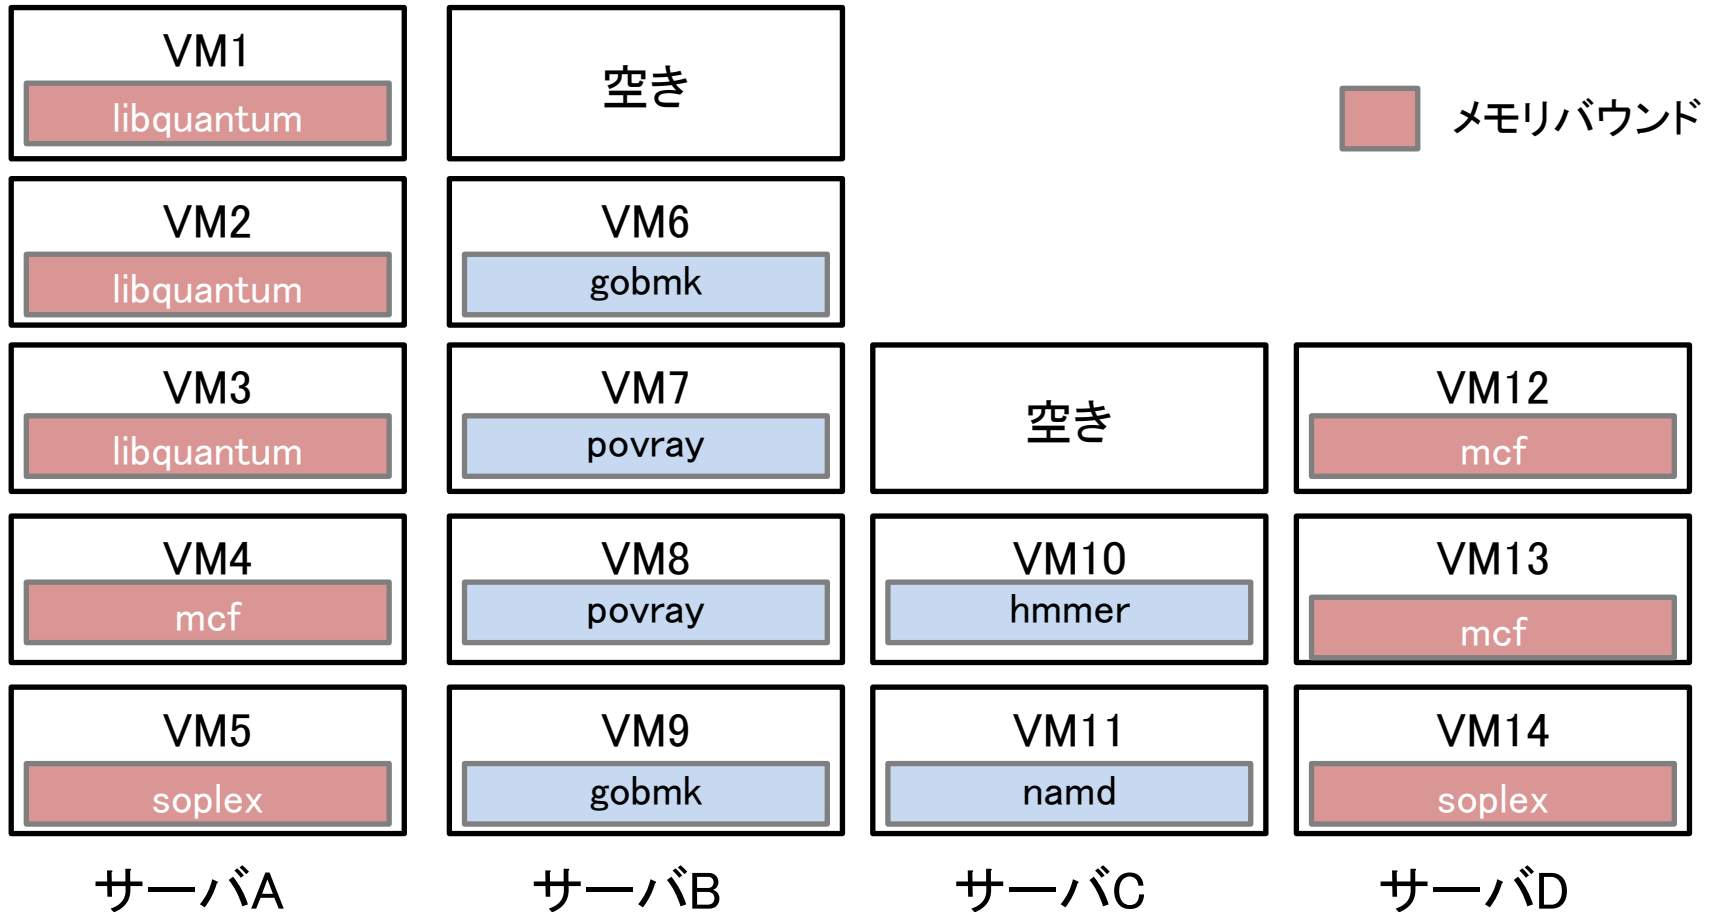 VM1
libquantum
空き
メモリバウンド
VM2
libquantum
VM6
gobmk
VM3
libquantum
VM7
povray
空き
VM12
mcf
VM4
mcf
VM8
povray
VM10
hmmer
VM13
mcf
VM5
soplex
VM9
gobmk
VM11
namd
VM14
soplex
サーバA
サーバB
サーバC
サーバD